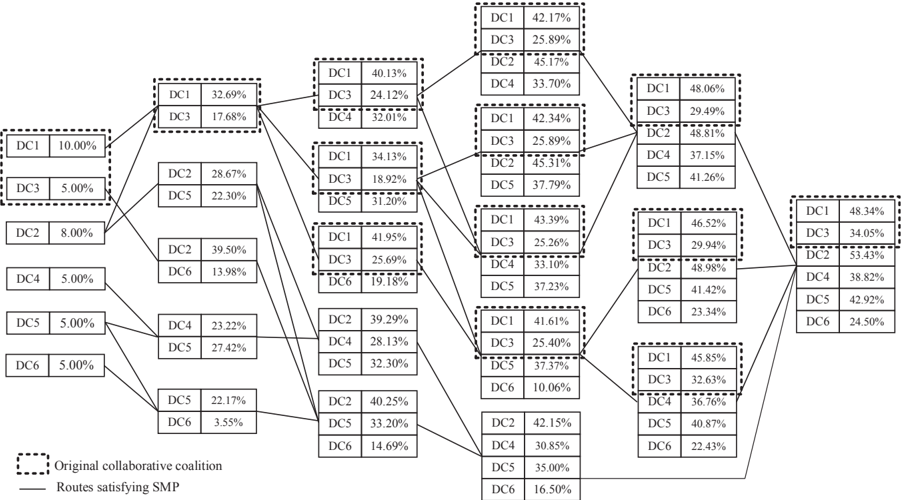 DC1 10.00%
DC3 5.00%
DC2 8.00%
DC4 5.00%
DC5 5.00%
DC6 5.00%
DC1 32.69%
DC3 17.68%
DC2 28.67%
DC5 22.30%
DC2 39.50%
DC6 13.98%
DC4 23.22%
DC5 27.42%
DC5 22.17%
DC6 3.55%
DC1 40.13%
DC3 24.12%
DC4 32.01%
DC1 34.13%
DC3 18.92%
DC5 31.20%
DC1 41.95%
DC3 25.69%
DC6 19.18%
DC2 39.29%
DC4 28.13%
DC5 32.30%
DC2 40.25%
DC5 33.20%
DC6 14.69%
DC1 42.17%
DC3 25.89%
DC2 45.17%
DC4 33.70%
DC1 42.34%
DC3 25.89%
DC2 45.31%
DC5 37.79%
DC1 43.39%
DC3 25.26%
DC4 33.10%
DC5 37.23%
DC1 41.61%
DC3 25.40%
DC5 37.37%
DC6 10.06%
DC2 42.15%
DC4 30.85%
DC5 35.00%
DC6 16.50%
DC1 48.06%
DC3 29.49%
DC2 48.81%
DC4 37.15%
DC5 41.26%
DC1 46.52%
DC3 29.94%
DC2 48.98%
DC5 41.42%
DC6 23.34%
DC1 45.85%
DC3 32.63%
DC4 36.76%
DC5 40.87%
DC6 22.43%
DC1 48.34%
DC3 34.05%
DC2 53.43%
DC4 38.82%
DC5 42.92%
DC6 24.50%
Original collaborative coalition
Routes satisfying SMP